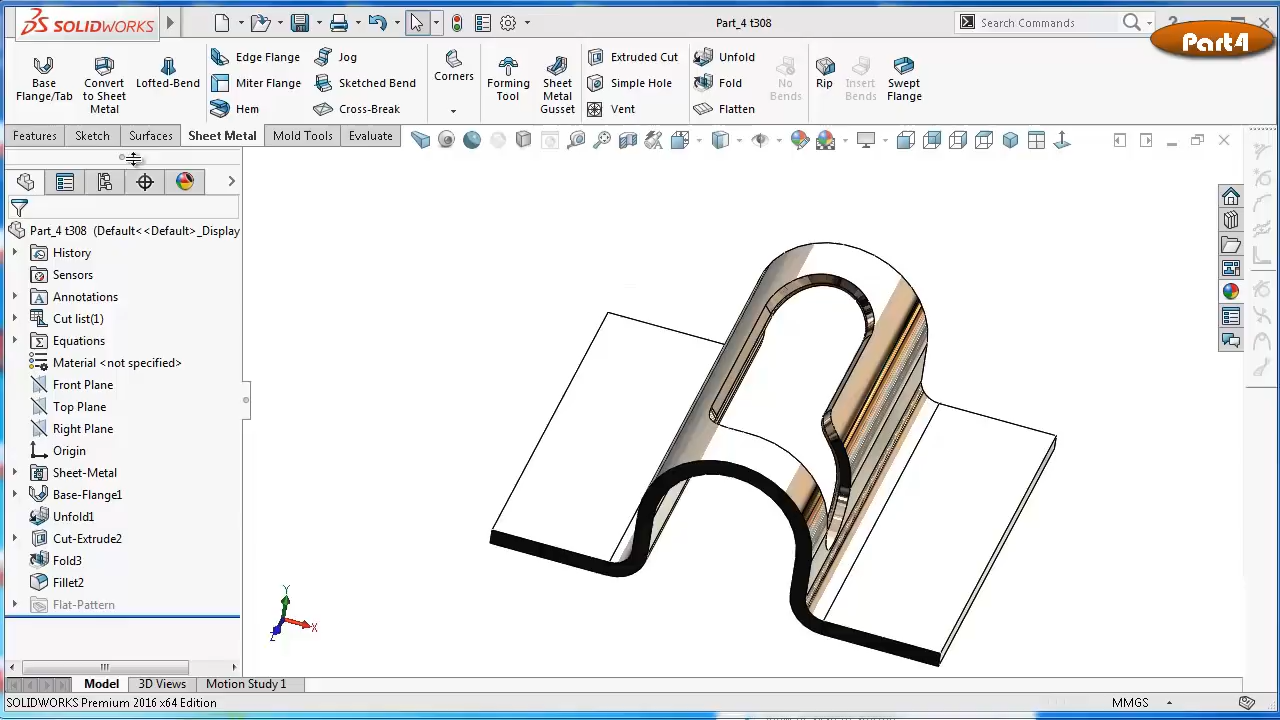 SOLIDWORKS
Part_4 t308
Search Commands
?
Part4
Base Flange/Tab
Convert to Sheet Metal
Lofted-Bend
Edge Flange
Miter Flange
Hem
Jog
Sketched Bend
Cross-Break
Corners
Forming Tool
Sheet Metal Gusset
Extruded Cut
Simple Hole
Vent
Unfold
Fold
Flatten
No Bends
Rip
Insert Bends
Swept Flange
Features
Sketch
Surfaces
Sheet Metal
Mold Tools
Evaluate
Part_4 t308 (Default<<Default>_Display
History
Sensors
Annotations
Cut list(1)
Equations
Material <not specified>
Front Plane
Top Plane
Right Plane
Origin
Sheet-Metal
Base-Flange1
Unfold1
Cut-Extrude2
Fold3
Fillet2
Flat-Pattern
Y
X
Z
Model
3D Views
Motion Study 1
SOLIDWORKS Premium 2016 x64 Edition
MMGS